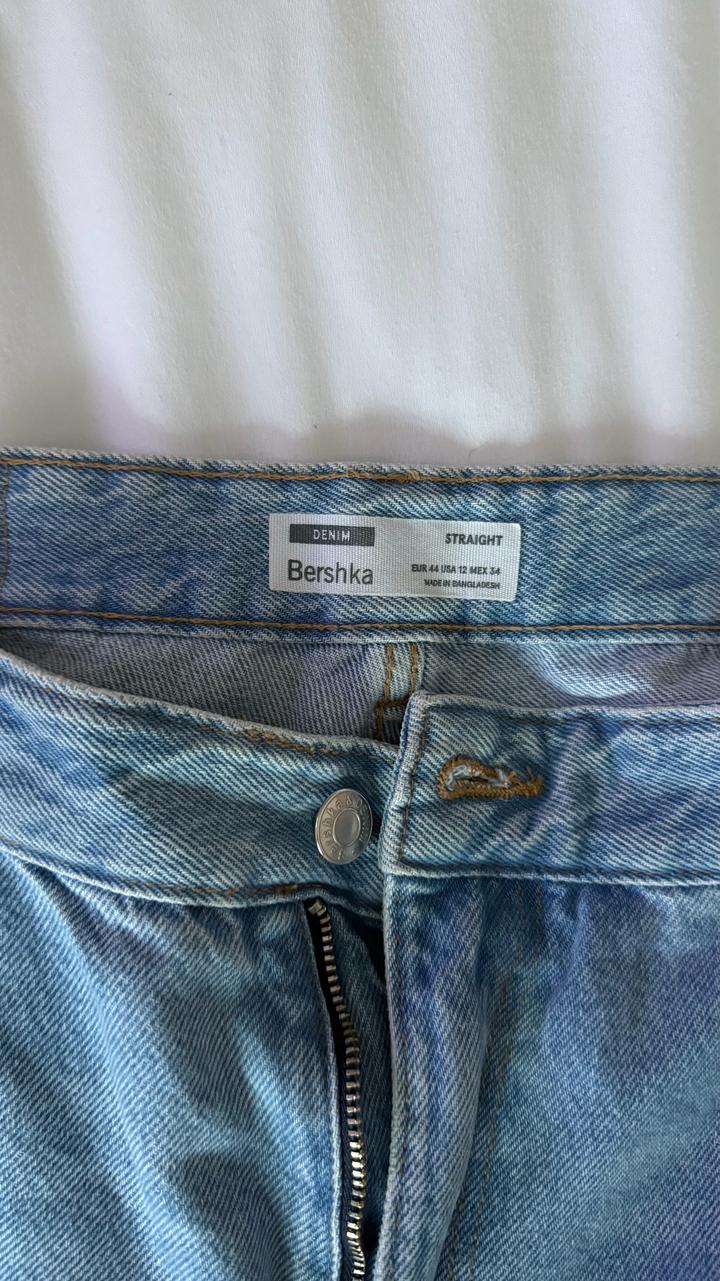 DENIM
Bershka
STRAIGHT
EUR 44 USA 12 MEX 34
MADE IN BANGLADESH